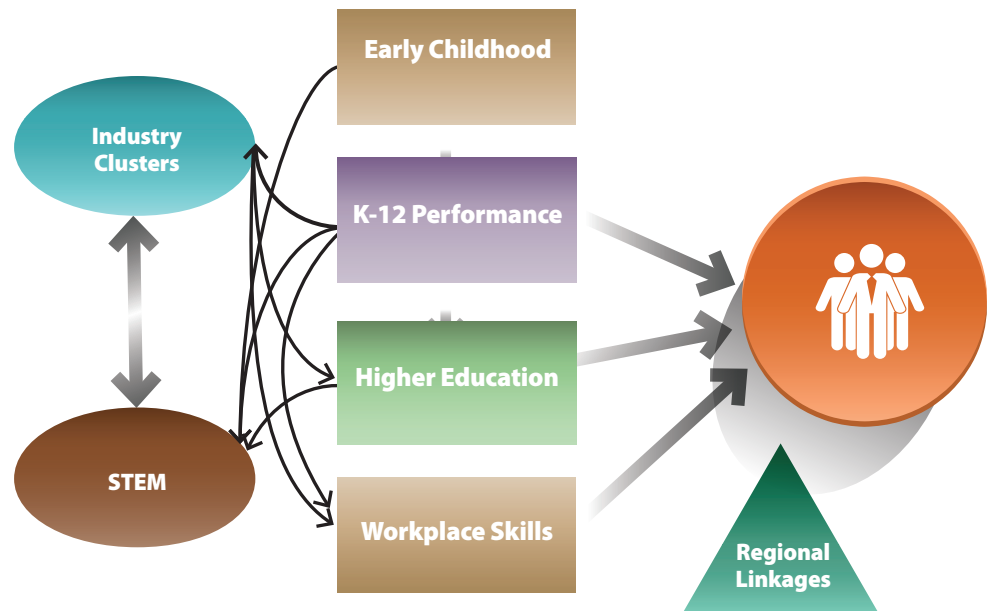 Early Childhood
Industry
Clusters
K-12 Performance
Higher Education
STEM
Workplace Skills
Regional
Linkages